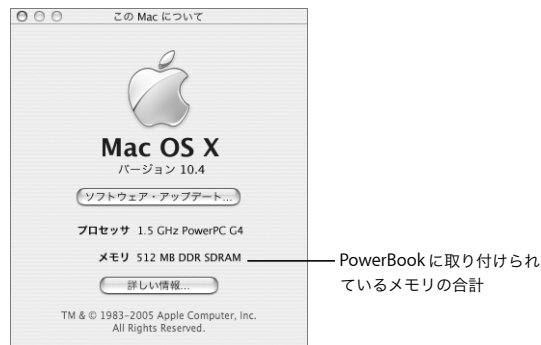 この Mac について
Mac OS X
バージョン 10.4
ソフトウェア・アップデート...
プロセッサ 1.5 GHz PowerPC G4
メモリ 512 MB DDR SDRAM
詳しい情報...
TM & © 1983-2005 Apple Computer, Inc.
All Rights Reserved.
PowerBook に取り付けられ
ているメモリの合計